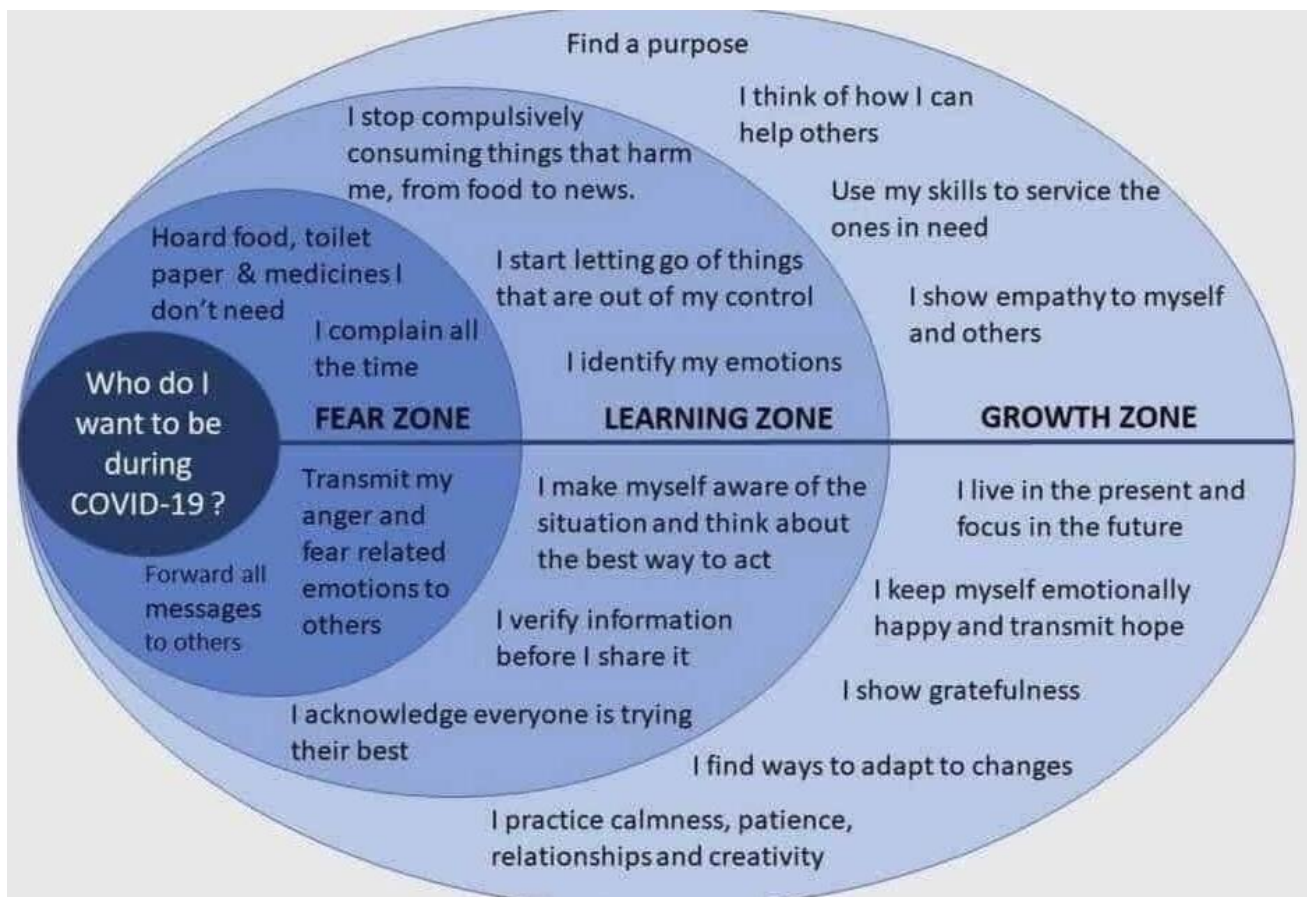 Find a purpose
I think of how I can
help others
Use my skills to service the
ones in need
I show empathy to myself
and others
I stop compulsively
consuming things that harm
me, from food to news.
I start letting go of things
that are out of my control
I identify my emotions
Hoard food, toilet
paper & medicines I
don't need
I complain all
the time
Who do I
want to be
during
COVID-19 ?
FEAR ZONE
LEARNING ZONE
GROWTH ZONE
Transmit my
anger and
fear related
emotions to
others
Forward all
messages
to others
I make myself aware of the
situation and think about
the best way to act
I verify information
before I share it
I acknowledge everyone is trying
their best
I live in the present and
focus in the future
I keep myself emotionally
happy and transmit hope
I show gratefulness
I find ways to adapt to changes
I practice calmness, patience,
relationships and creativity